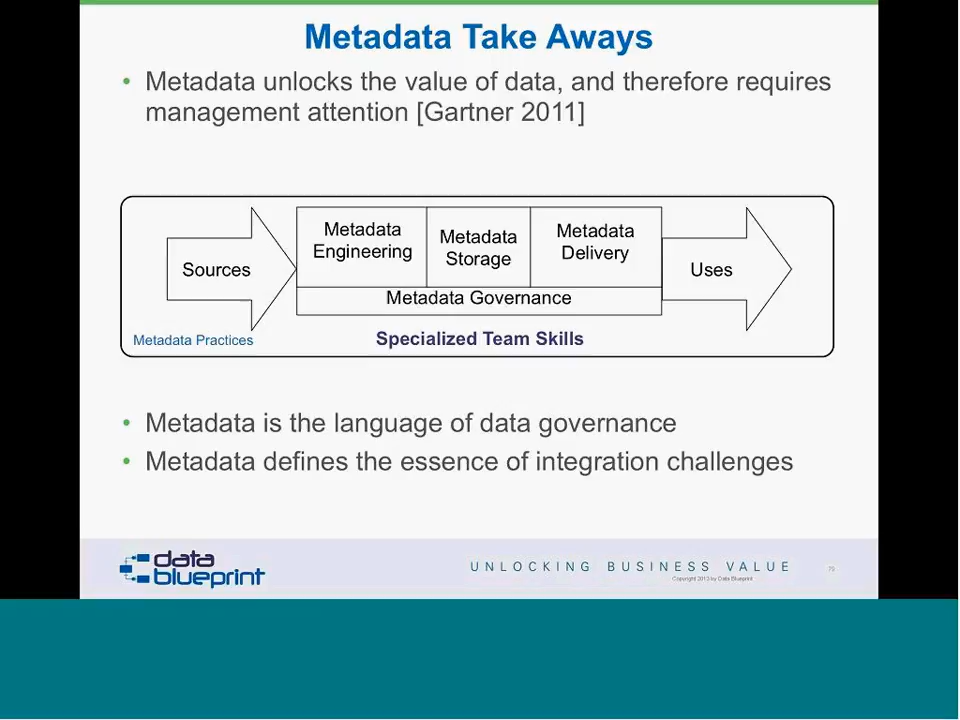 Metadata Take Aways
• Metadata unlocks the value of data, and therefore requires
management attention [Gartner 2011]
Sources
Metadata
Engineering
Metadata
Storage
Metadata
Delivery
Metadata Governance
Uses
Metadata Practices
Specialized Team Skills
• Metadata is the language of data governance
• Metadata defines the essence of integration challenges
data
blueprint
UNLOCKING BUSINESS VALUE
Copyright 2013 by Data Blueprint